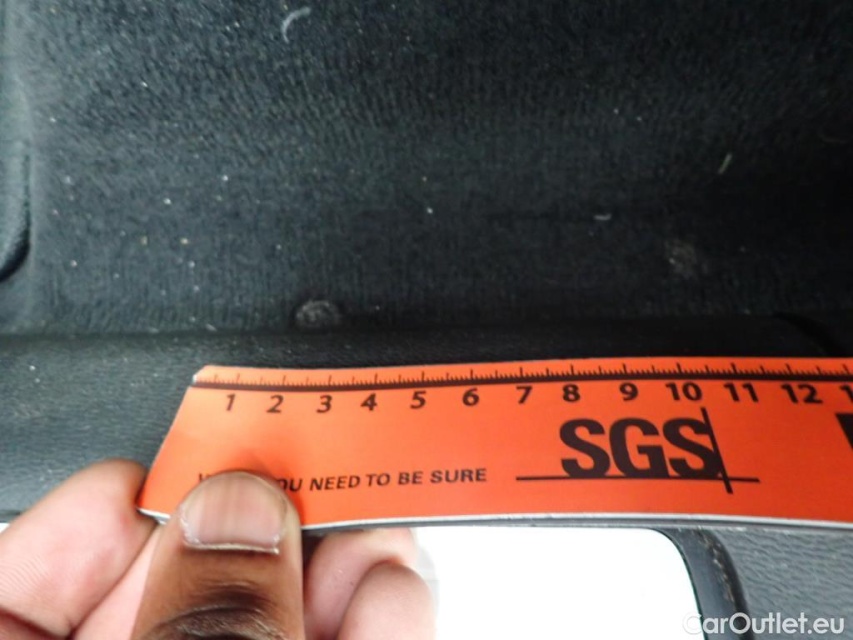 1 2 3 4 5 6 7 8 9 10 11 12
SGS
YOU NEED TO BE SURE
CarOutlet.eu